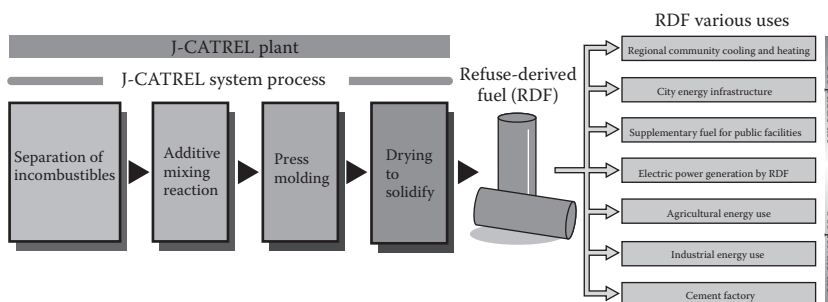 RDF various uses
J-CATREL plant
J-CATREL system process
Refuse-derived
fuel (RDF)
Separation of
incombustibles
Additive
mixing
reaction
Press
molding
Drying
to
solidify
Regional community cooling and heating
City energy infrastructure
Supplementary fuel for public facilities
Electric power generation by RDF
Agricultural energy use
Industrial energy use
Cement factory